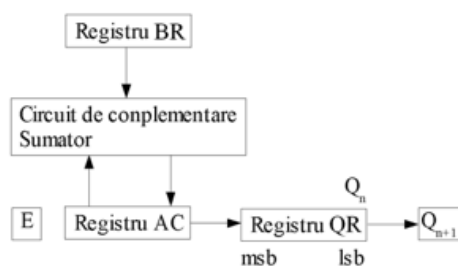 Registru BR
Circuit de conplementare
Sumator
Qn
E
Registru AC
Registru QR
Qn+1
msb
lsb